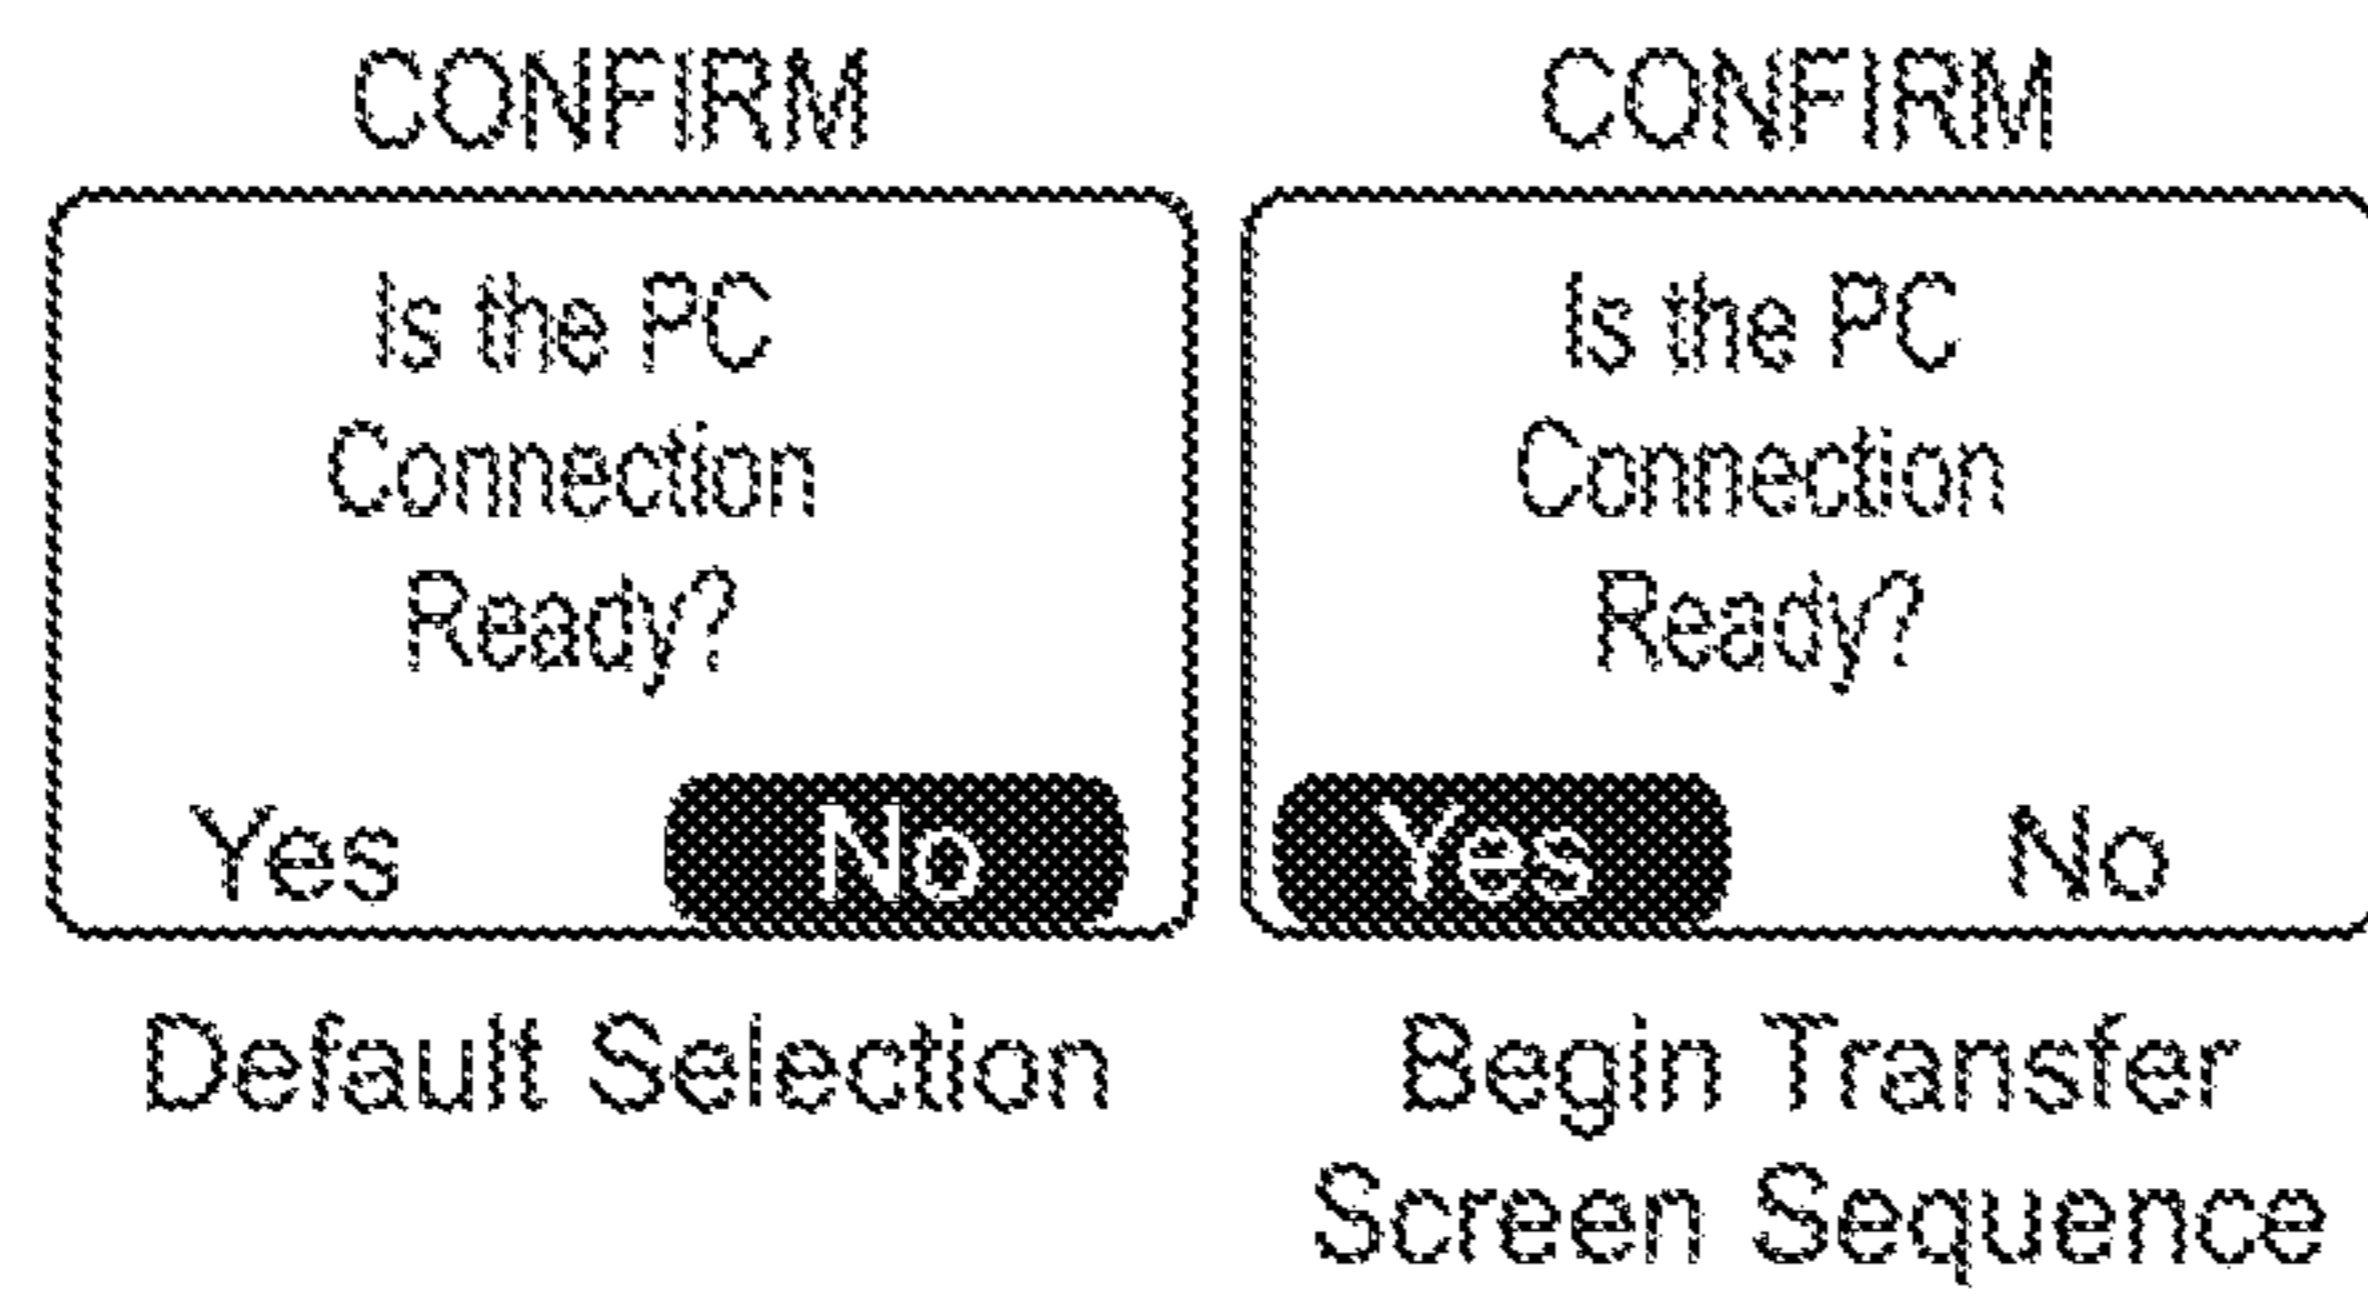 CONFIRM
Is the PC
Connection
Ready?
Yes No
Default Selection
CONFIRM
Is the PC
Connection
Ready?
Yes No
Begin Transfer
Screen Sequence